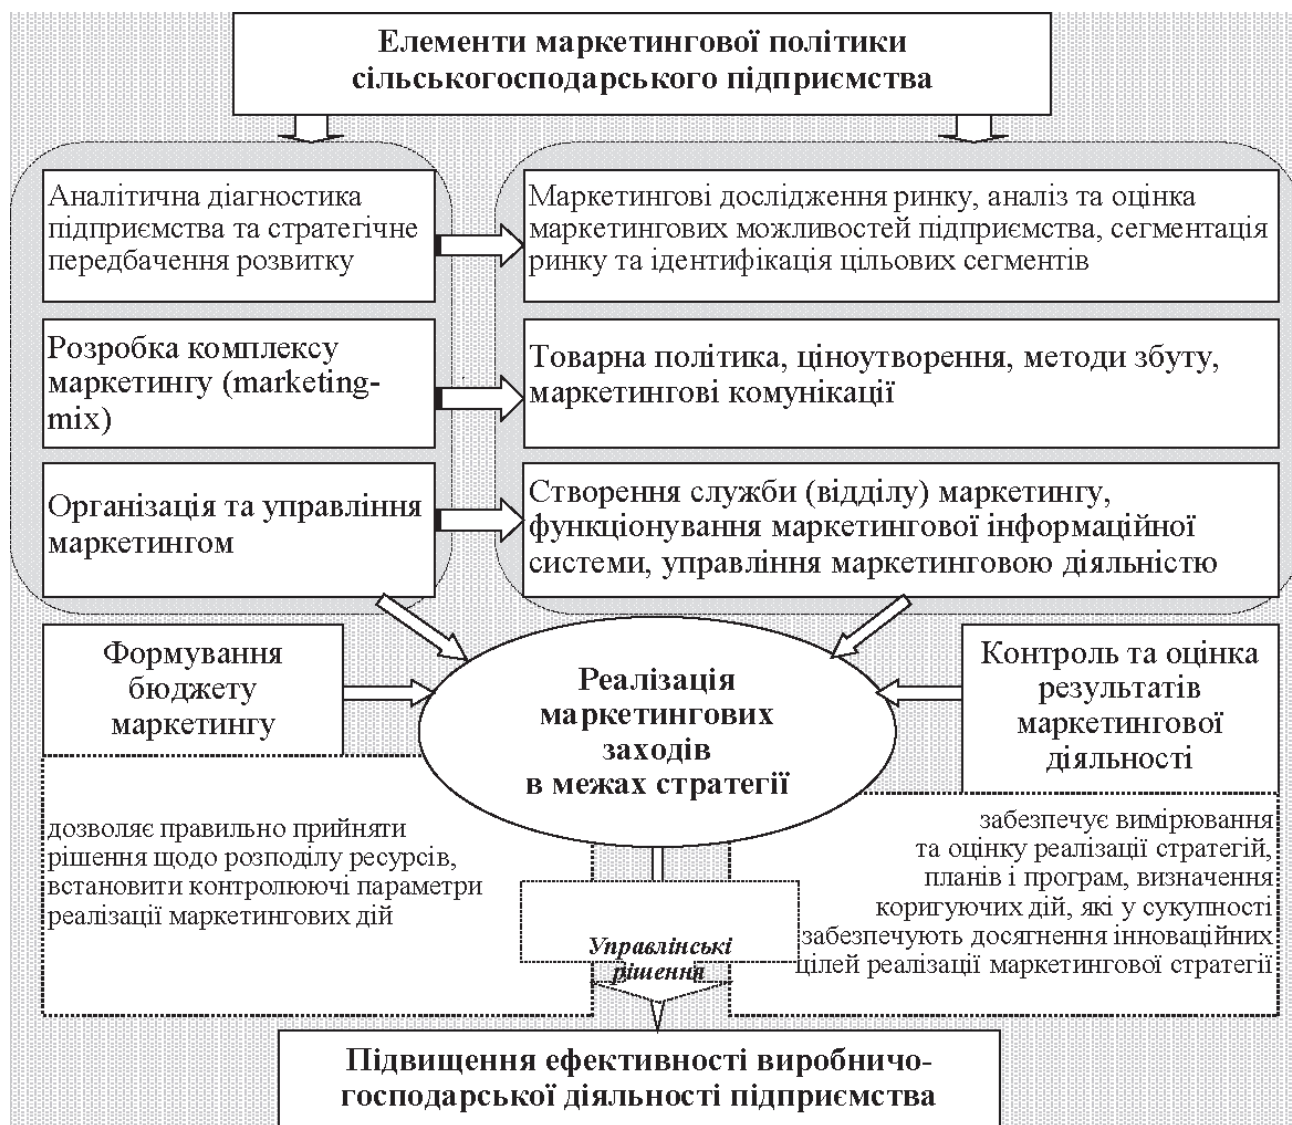 Елементи маркетингової політики
сільськогосподарського підприємства
Аналітична діагностика
підприємства та стратегічне
передбачення розвитку
Маркетингові дослідження ринку, аналіз та оцінка
маркетингових можливостей підприємства, сегментація
ринку та ідентифікація цільових сегментів
Розробка комплексу
маркетингу (marketing-
mix)
Товарна політика, ціноутворення, методи збуту,
маркетингові комунікації
Організація та управління
маркетингом
Створення служби (відділу) маркетингу,
функціонування маркетингової інформаційної
системи, управління маркетинговою діяльністю
Формування
бюджету
маркетингу
Реалізація
маркетингових
заходів
в межах стратегії
Контроль та оцінка
результатів
маркетингової
діяльності
дозволяє правильно прийняти
рішення щодо розподілу ресурсів,
встановити контролюючі параметри
реалізації маркетингових дій
забезпечує вимірювання
та оцінку реалізації стратегій,
планів і програм, визначення
коригуючих дій, які у сукупності
забезпечують досягнення інноваційних
цілей реалізації маркетингової стратегії
Управлінські
рішення
Підвищення ефективності виробничо-
господарської діяльності підприємства